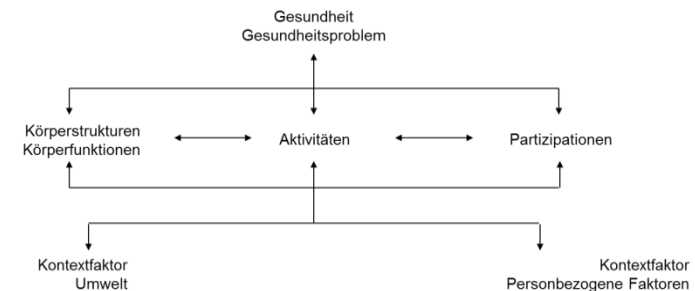 Gesundheit
Gesundheitsproblem
Körperstrukturen
Körperfunktionen
Aktivitäten
Partizipationen
Kontextfaktor
Umwelt
Kontextfaktor
Personbezogene Faktoren